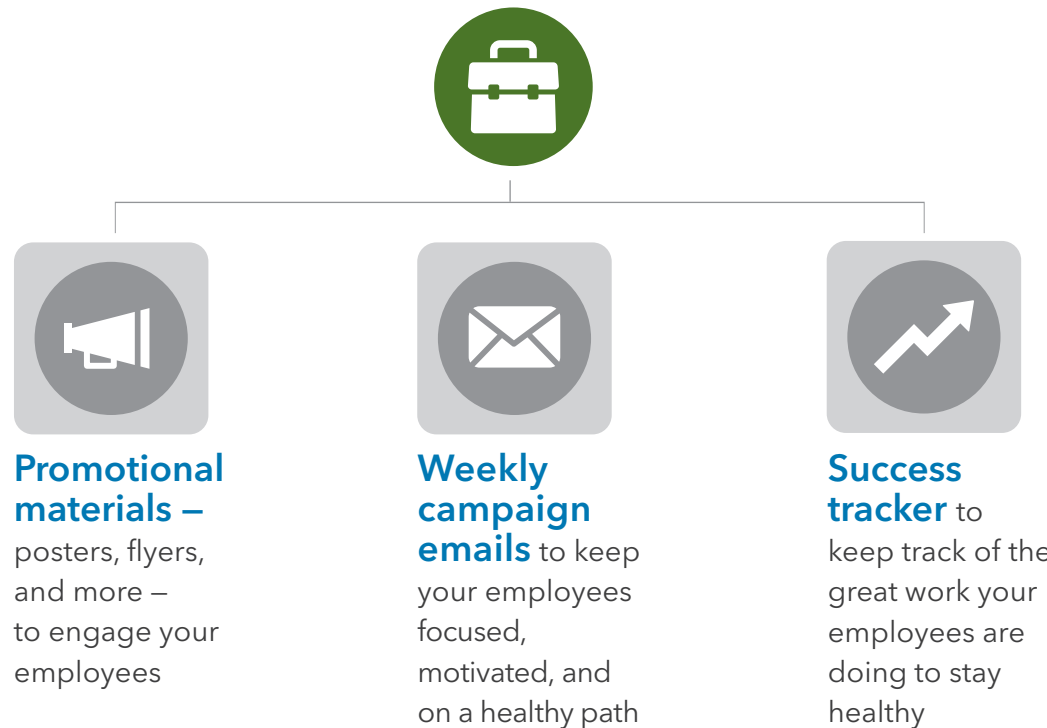 Promotional
materials —
posters, flyers,
and more —
to engage your
employees
Weekly
campaign
emails to keep
your employees
focused,
motivated, and
on a healthy path
Success
tracker to
keep track of the
great work your
employees are
doing to stay
healthy